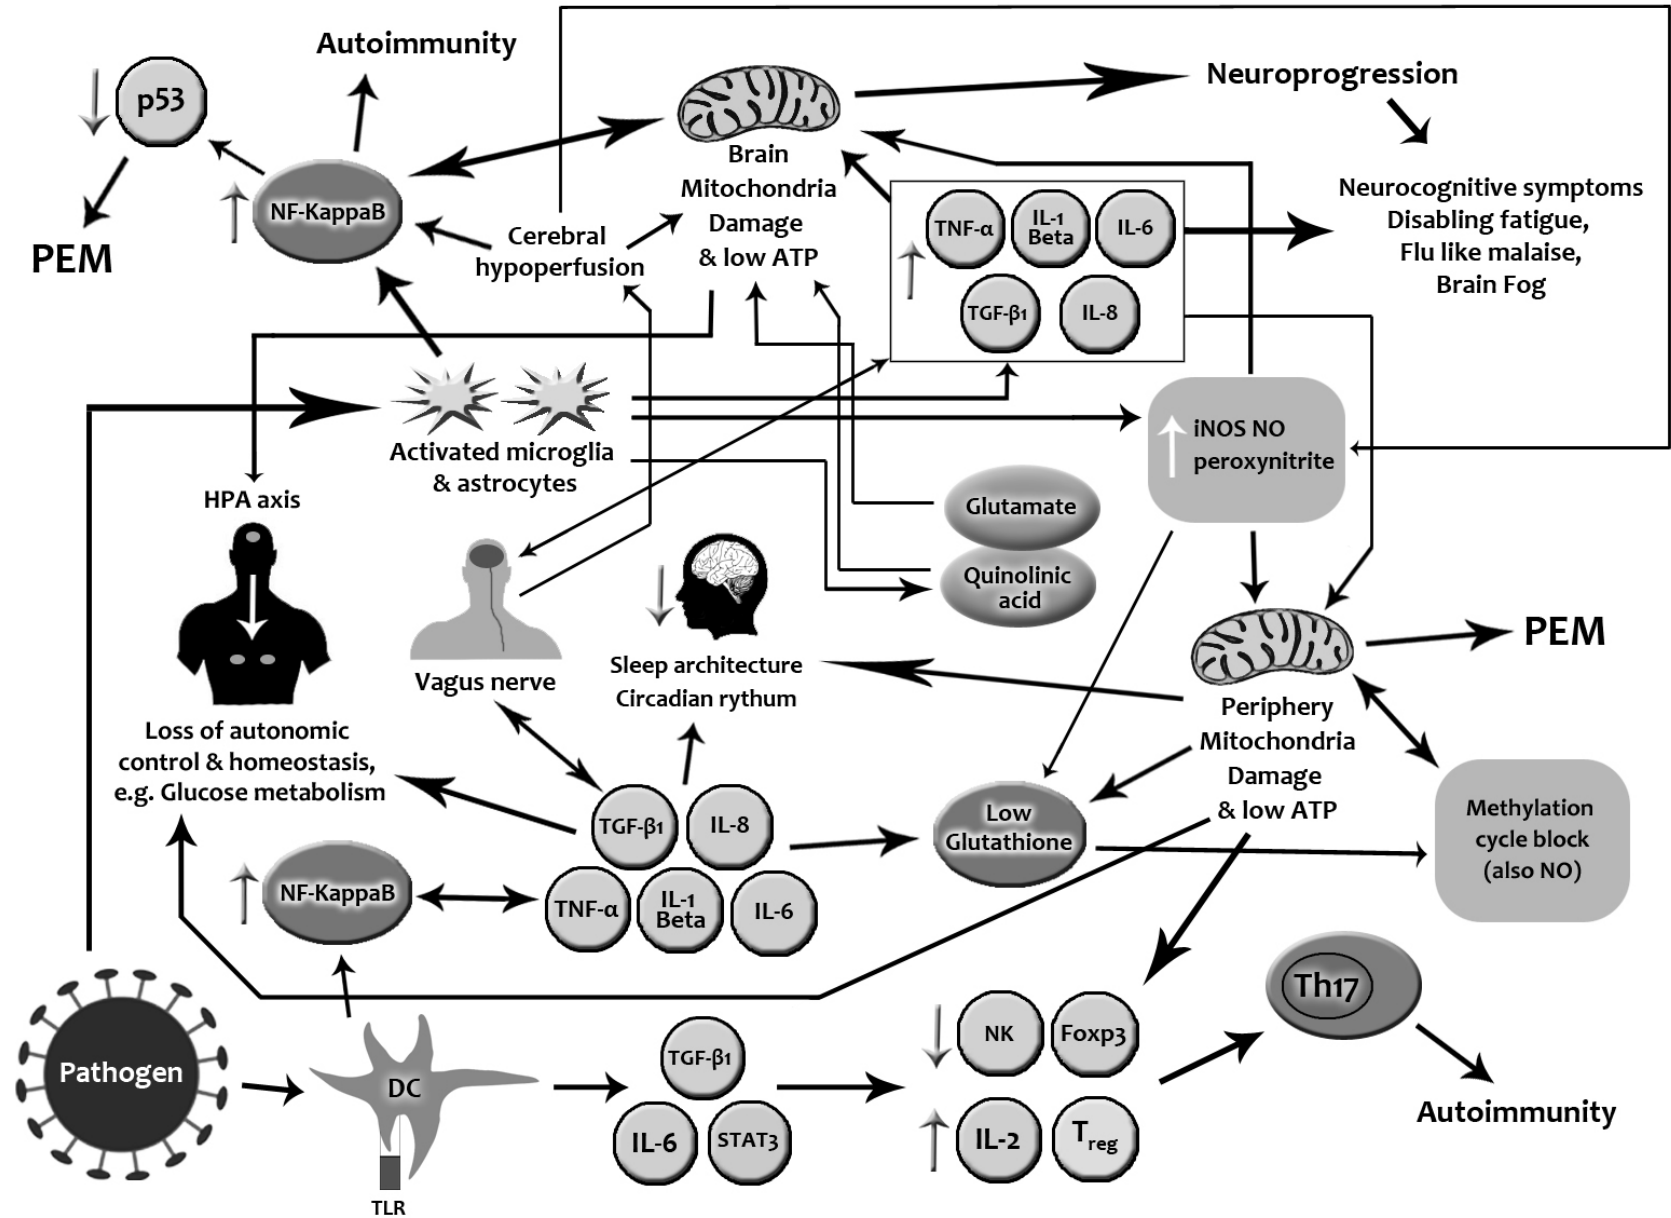 Autoimmunity
p53
Neuroprogression
Brain
Mitochondria
Damage
& low ATP
NF-KappaB
PEM
Cerebral
hypoperfusion
TNF-α
IL-1
Beta
IL-6
TGF-β1
IL-8
Neurocognitive symptoms
Disabling fatigue,
Flu like malaise,
Brain Fog
Activated microglia
& astrocytes
iNOS NO
peroxynitrite
HPA axis
Glutamate
Quinolinic
acid
Vagus nerve
Sleep architecture
Circadian rythum
PEM
Periphery
Mitochondria
Damage
& low ATP
Loss of autonomic
control & homeostasis,
e.g. Glucose metabolism
TGF-β1
IL-8
Low
Glutathione
Methylation
cycle block
(also NO)
NF-KappaB
TNF-α
IL-1
Beta
IL-6
Th17
Pathogen
DC
TLR
TGF-β1
IL-6
STAT3
NK
Foxp3
IL-2
Treg
Autoimmunity